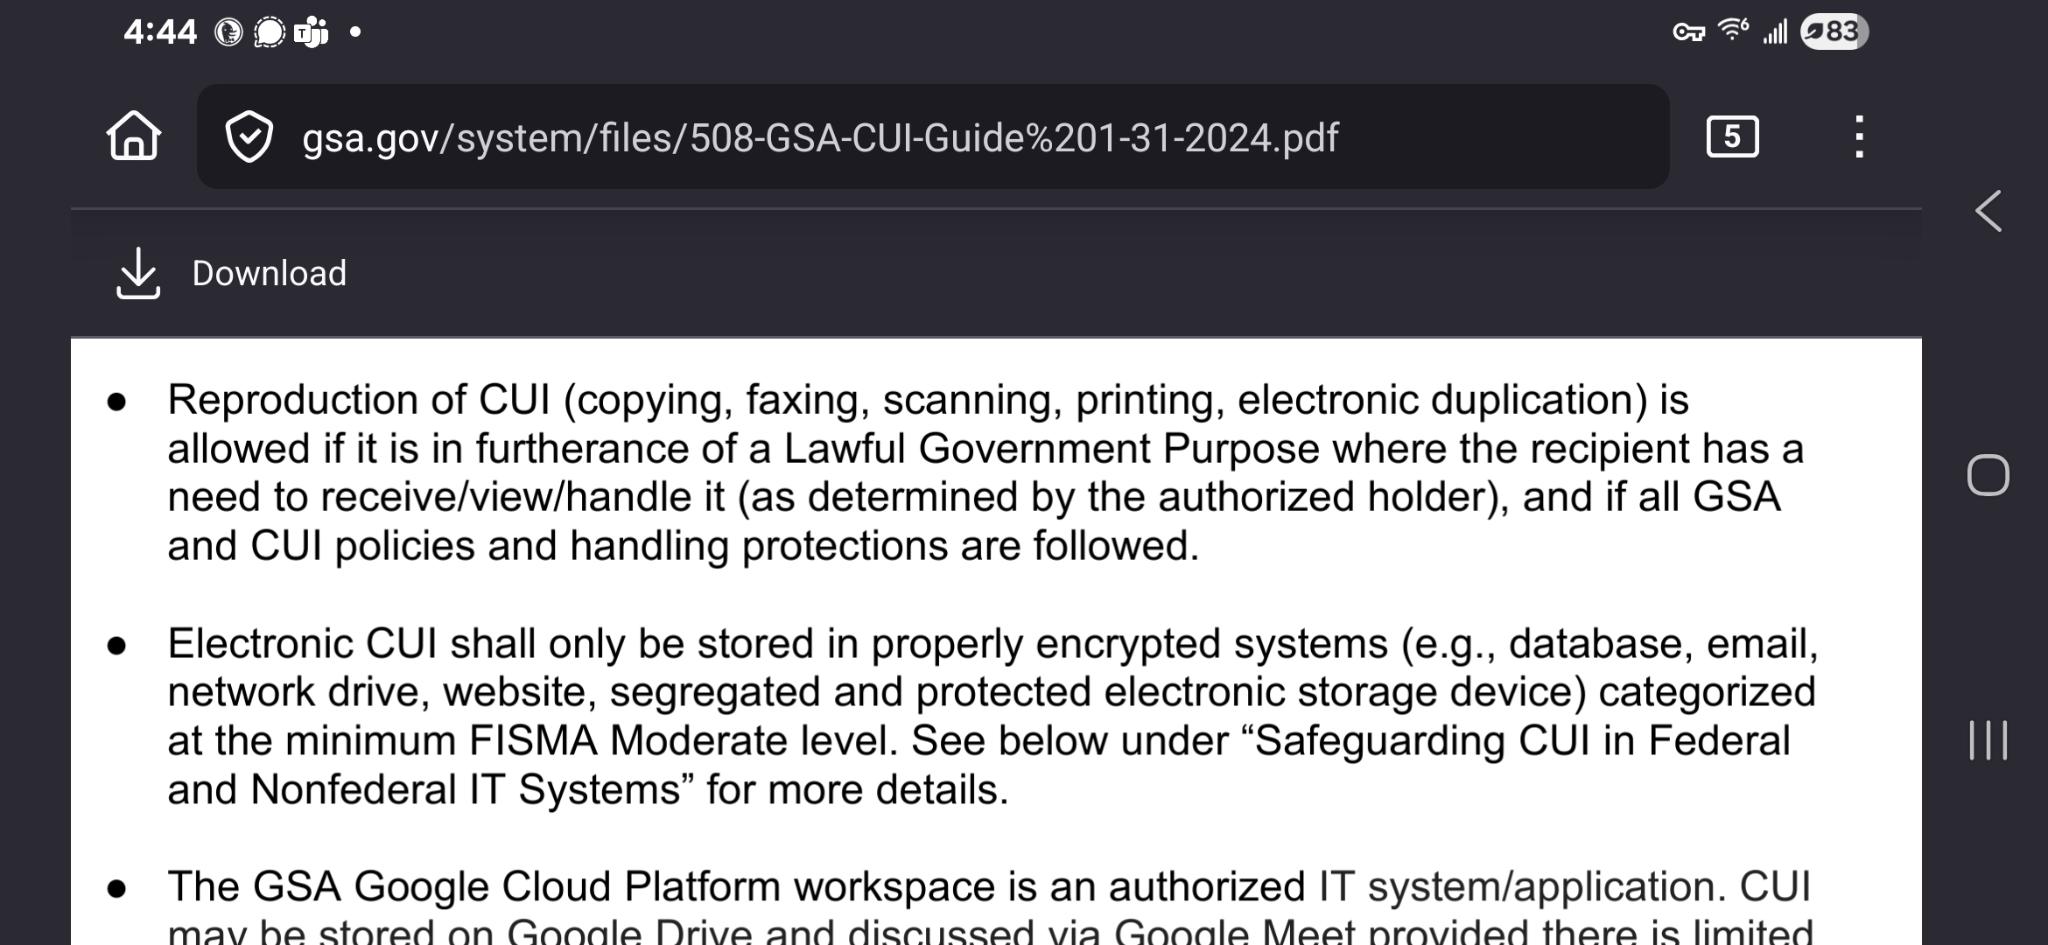 4:44
6
83
gsa.gov/system/files/508-GSA-CUI-Guide%201-31-2024.pdf
5
Download
● Reproduction of CUI (copying, faxing, scanning, printing, electronic duplication) is
allowed if it is in furtherance of a Lawful Government Purpose where the recipient has a
need to receive/view/handle it (as determined by the authorized holder), and if all GSA
and CUI policies and handling protections are followed.
● Electronic CUI shall only be stored in properly encrypted systems (e.g., database, email,
network drive, website, segregated and protected electronic storage device) categorized
at the minimum FISMA Moderate level. See below under “Safeguarding CUI in Federal
and Nonfederal IT Systems” for more details.
● The GSA Google Cloud Platform workspace is an authorized IT system/application. CUI
may be stored on Google Drive and discussed via Google Meet provided there is limited